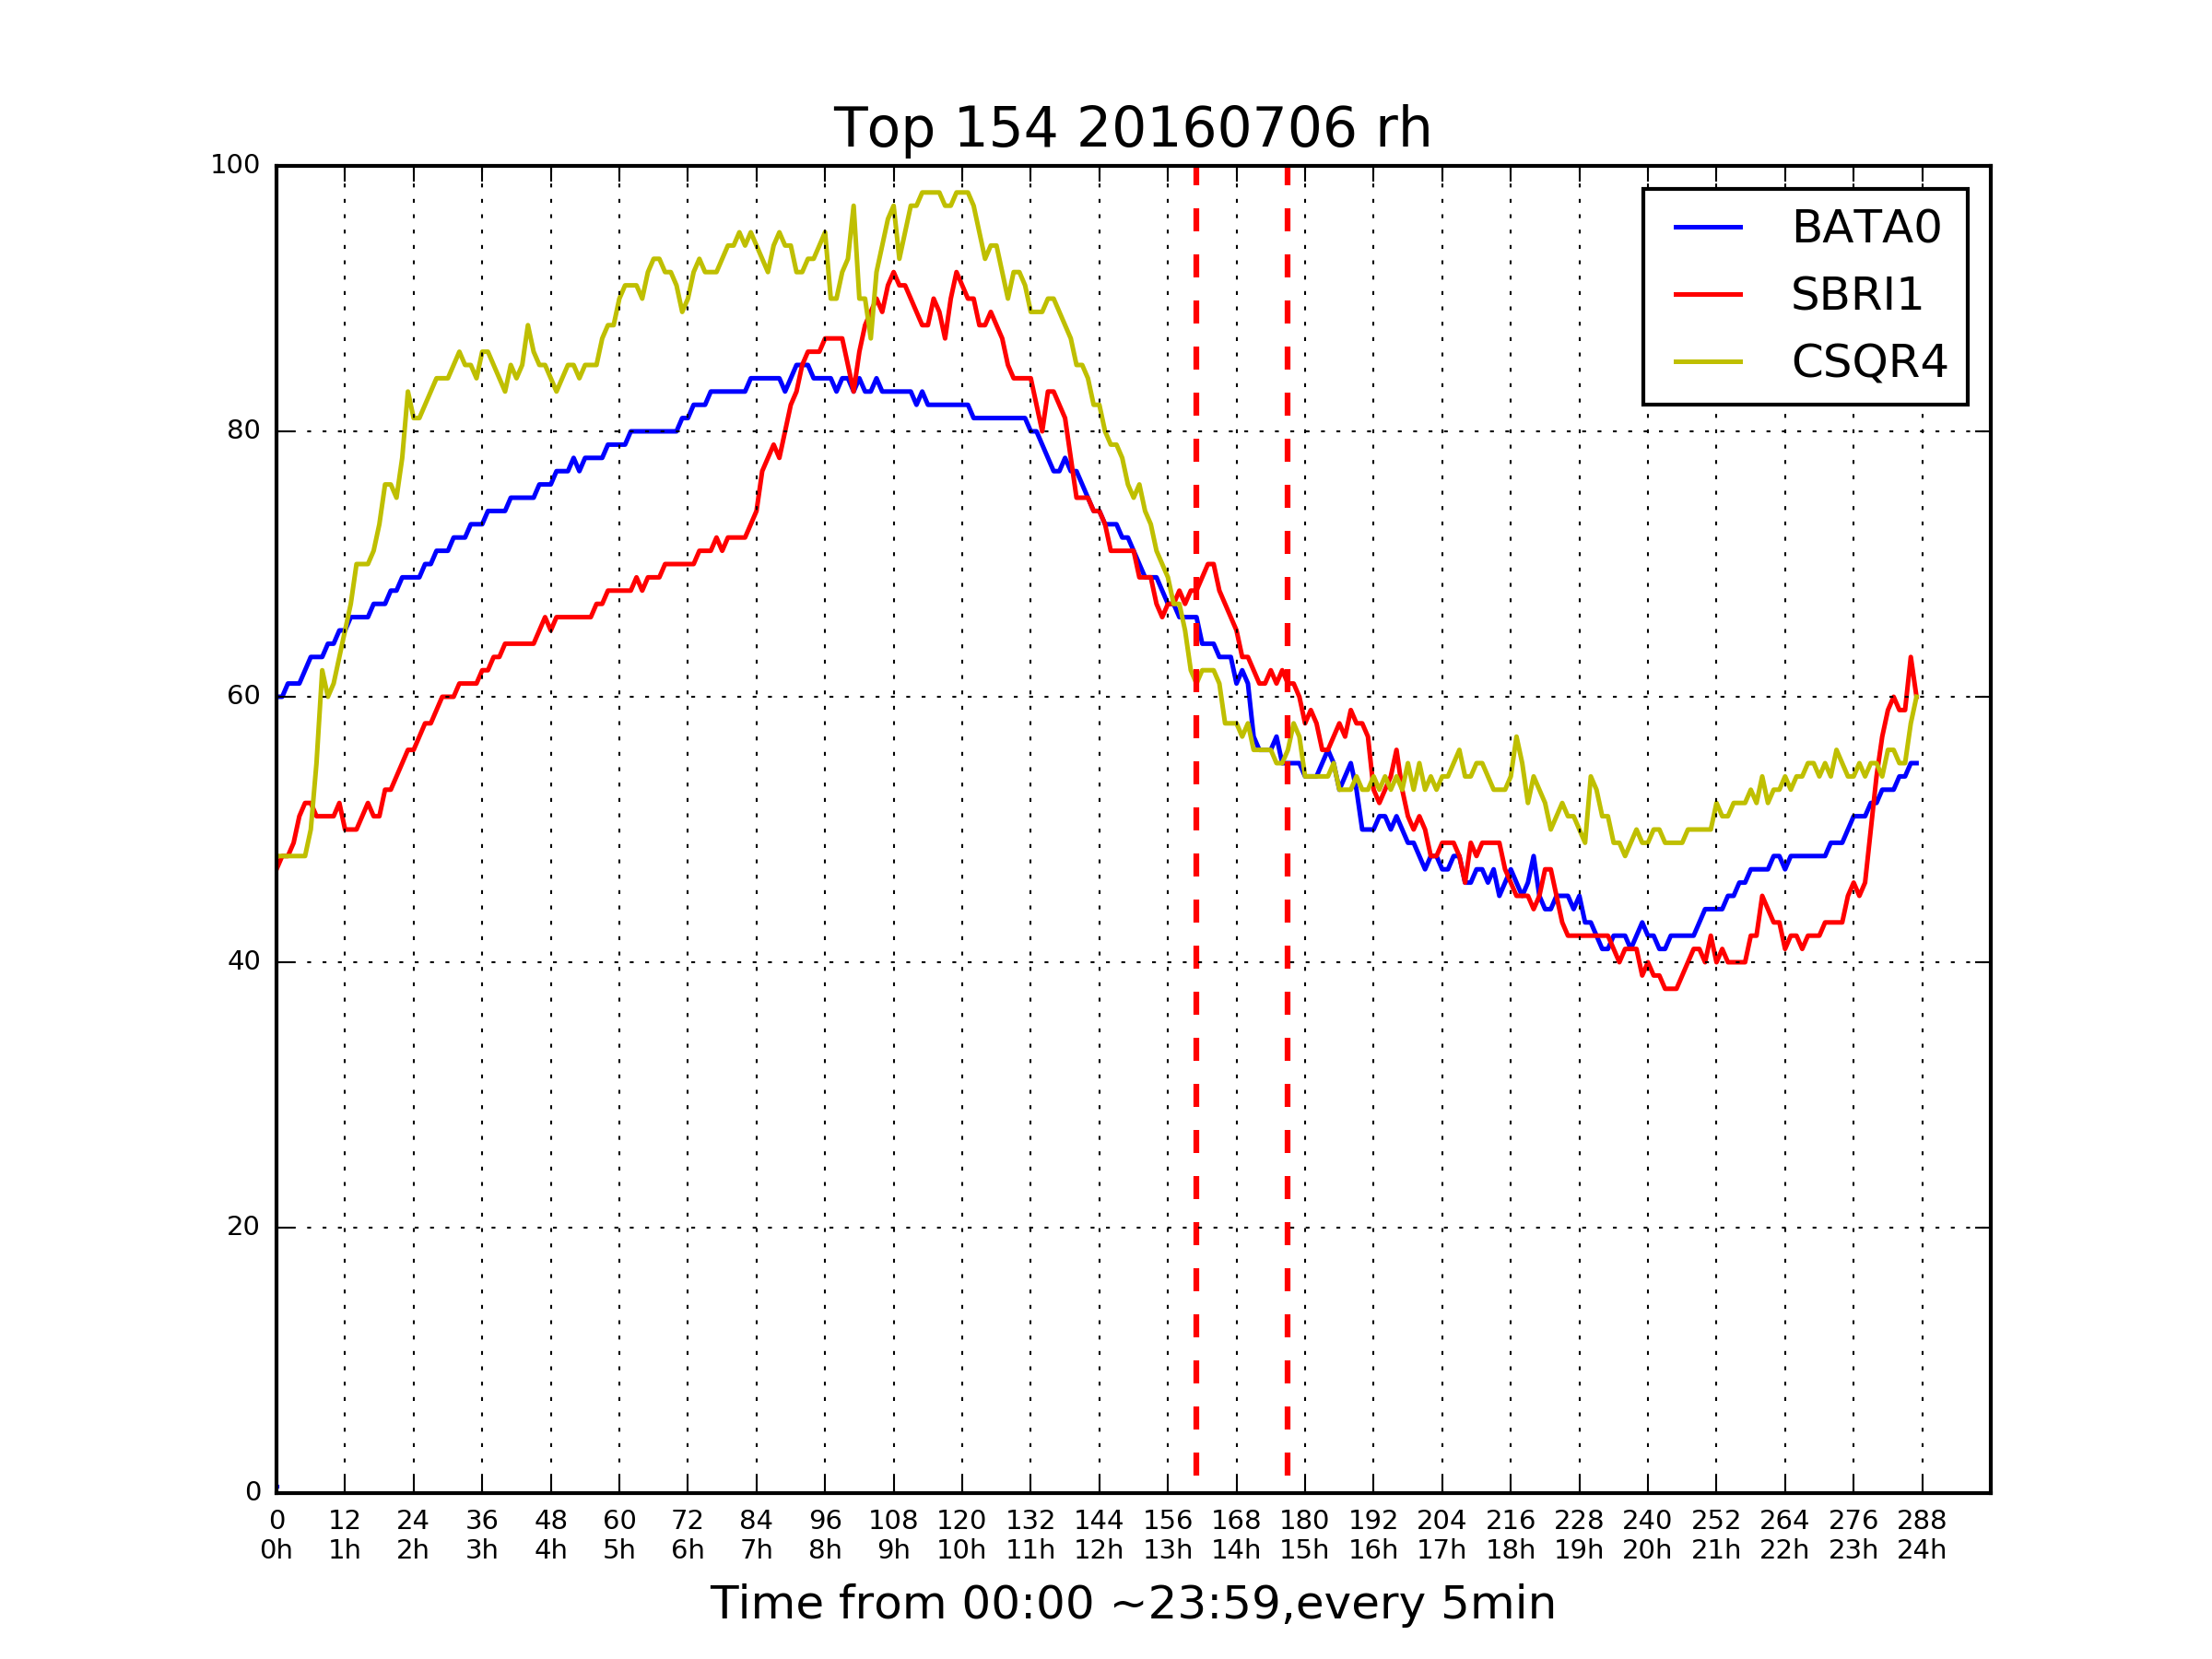 Top 154 20160706 rh
100
80
60
40
20
0
BATA0
SBRI1
CSQR4
0 12 24 36 48 60 72 84 96 108 120 132 144 156 168 180 192 204 216 228 240 252 264 276 288
0h 1h 2h 3h 4h 5h 6h 7h 8h 9h 10h 11h 12h 13h 14h 15h 16h 17h 18h 19h 20h 21h 22h 23h 24h
Time from 00:00 ~23:59,every 5min